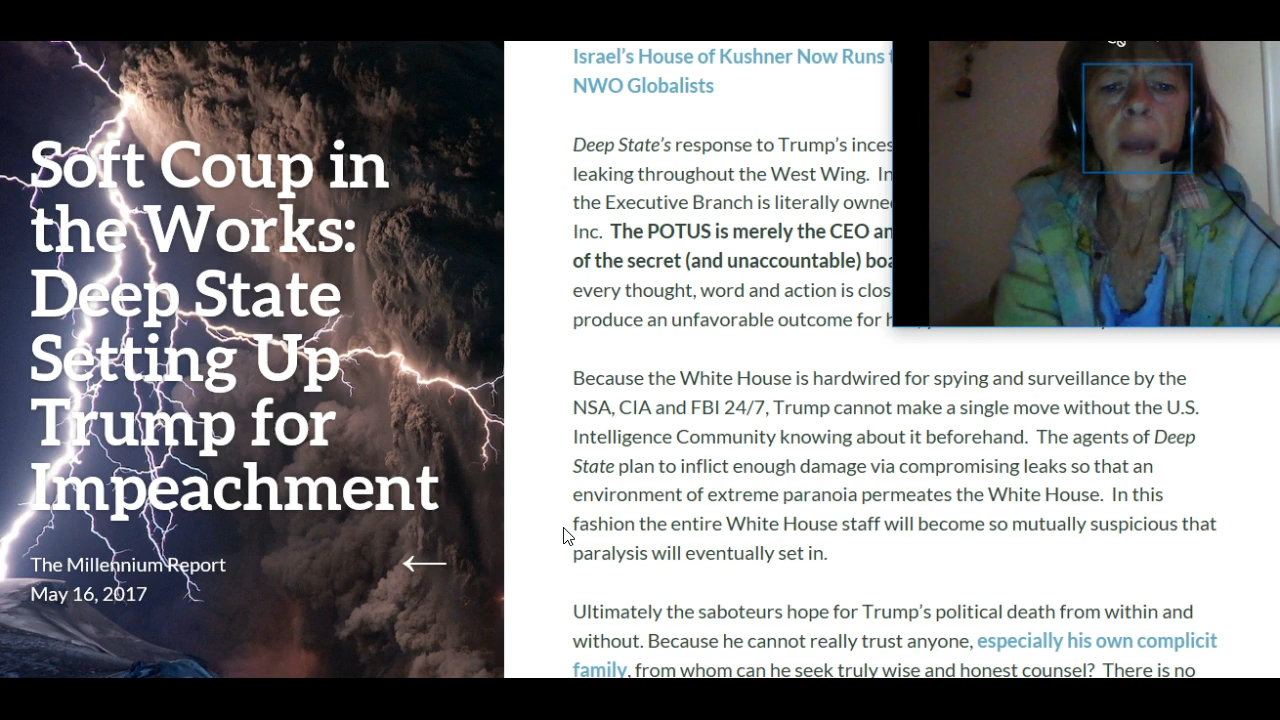 Soft Coup in
the Works:
Deep State
Setting Up
Trump for
Impeachment
The Millennium Report
May 16, 2017
Israel's House of Kushner Now Runs
NWO Globalists
Deep State's response to Trump's
leaking throughout the West Wing.
the Executive Branch is literally
Inc. The POTUS is merely the CEO
of the secret (and unaccountable)
every thought, word and action is
produce an unfavorable outcome for
Because the White House is hardwired for spying and surveillance by the
NSA, CIA and FBI 24/7, Trump cannot make a single move without the U.S.
Intelligence Community knowing about it beforehand. The agents of Deep
State plan to inflict enough damage via compromising leaks so that an
environment of extreme paranoia permeates the White House. In this
fashion the entire White House staff will become so mutually suspicious that
paralysis will eventually set in.
Ultimately the saboteurs hope for Trump's political death from within and
without. Because he cannot really trust anyone, especially his own complicit
family, from whom can he seek truly wise and honest counsel? There is no